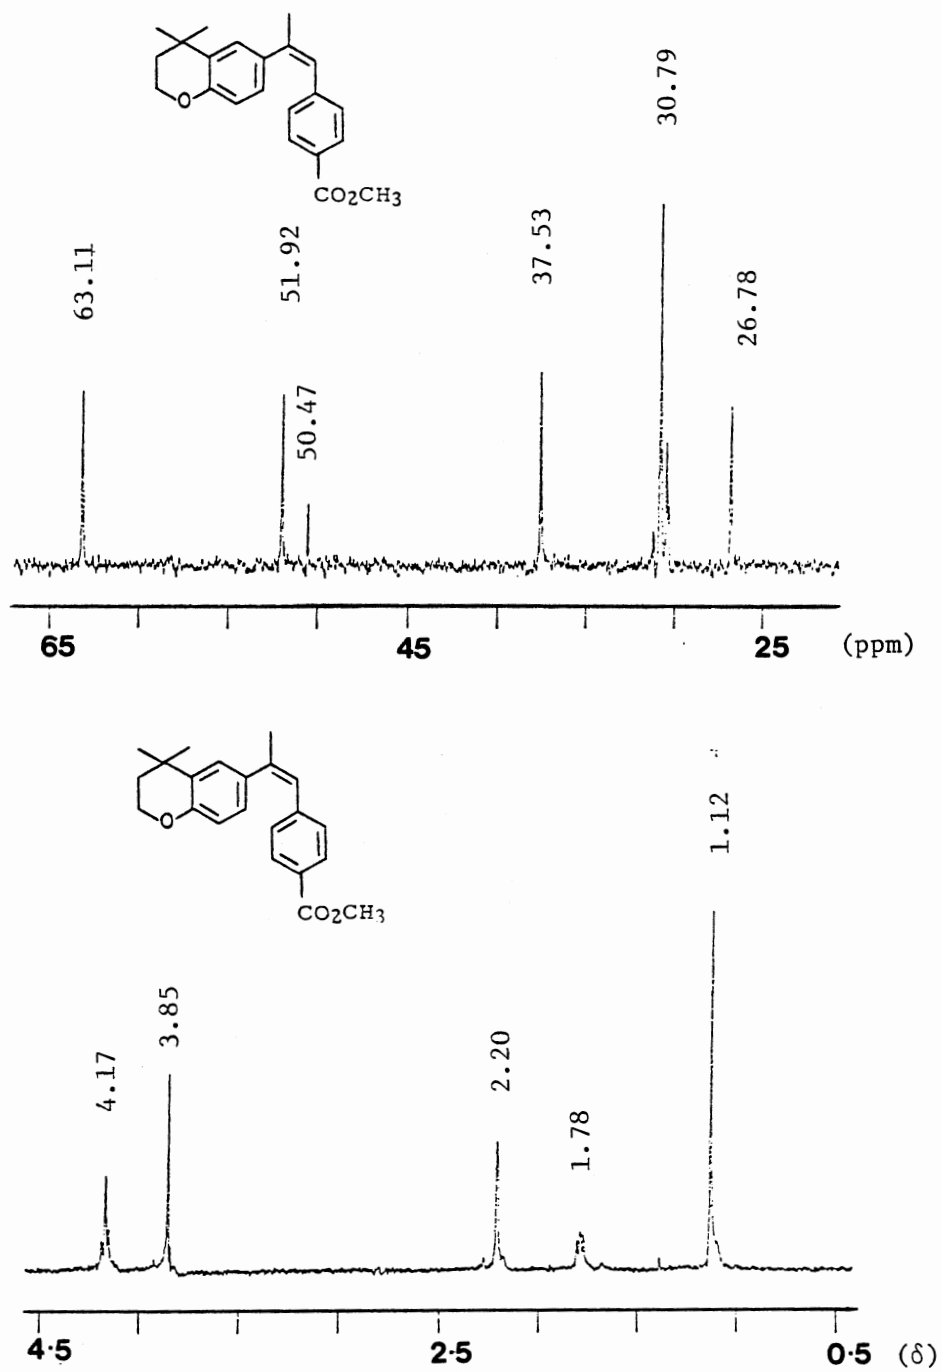 O
CO2CH3
63.11
51.92
50.47
37.53
30.79
26.78
65
45
25
(ppm)
O
CO2CH3
4.17
3.85
2.20
1.78
1.12
4·5
2·5
0·5
(δ)